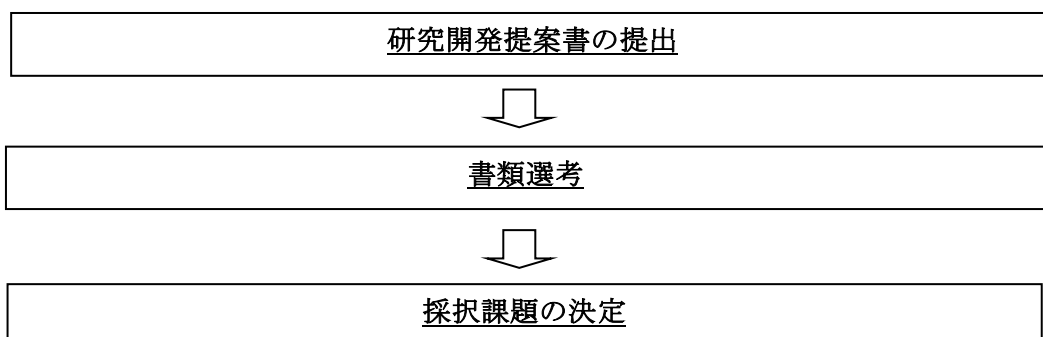 研究開発提案書の提出
書類選考
採択課題の決定